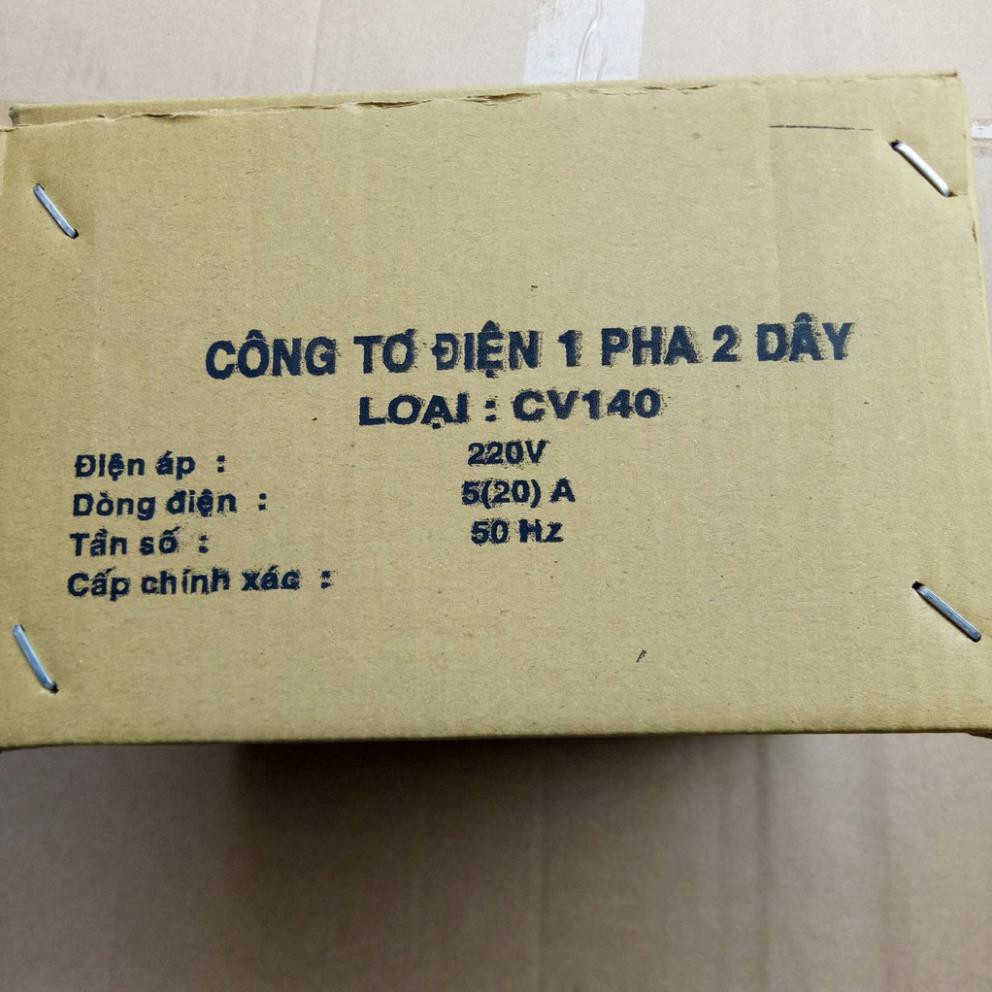 CÔNG TƠ ĐIỆN 1 PHA 2 DÂY
LOẠI : CV140
Điện áp : 220V
Dòng điện : 5(20) A
Tần số : 50 Hz
Cấp chính xác :